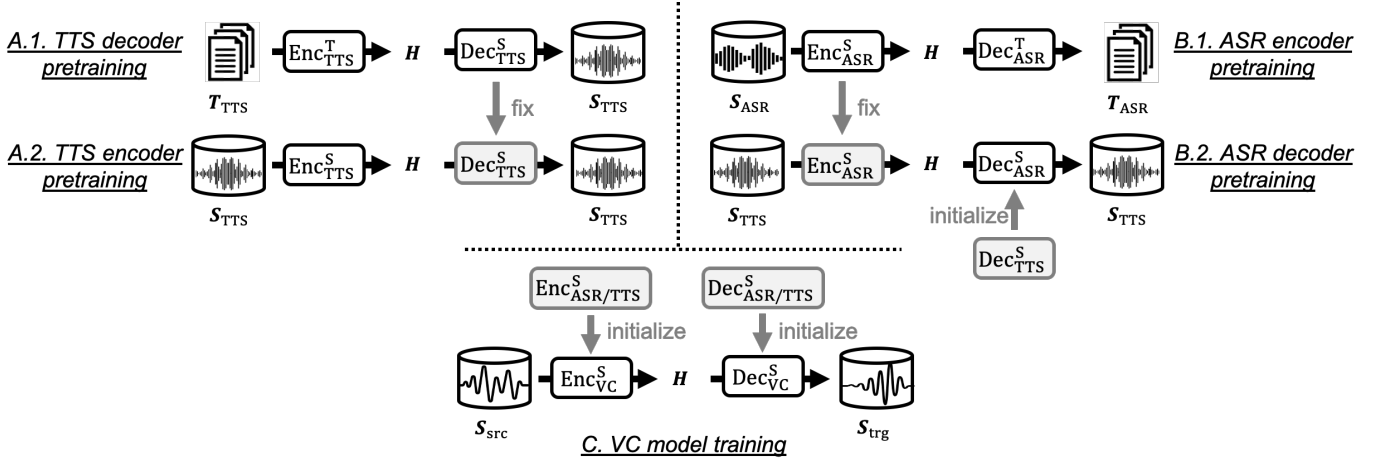 A.1. TTS decoder
pretraining
T_TTS
Enc^T_TTS
H
Dec^S_TTS
S_TTS
fix
A.2. TTS encoder
pretraining
S_TTS
Enc^S_TTS
H
Dec^S_TTS
S_TTS
S_ASR
Enc^S_ASR
H
Dec^T_ASR
T_ASR
B.1. ASR encoder
pretraining
fix
S_TTS
Enc^S_ASR
H
Dec^S_ASR
S_TTS
B.2. ASR decoder
pretraining
initialize
Dec^S_TTS
Enc^S_ASR/TTS
Dec^S_ASR/TTS
initialize
initialize
S_src
Enc^S_VC
H
Dec^S_VC
S_trg
C. VC model training